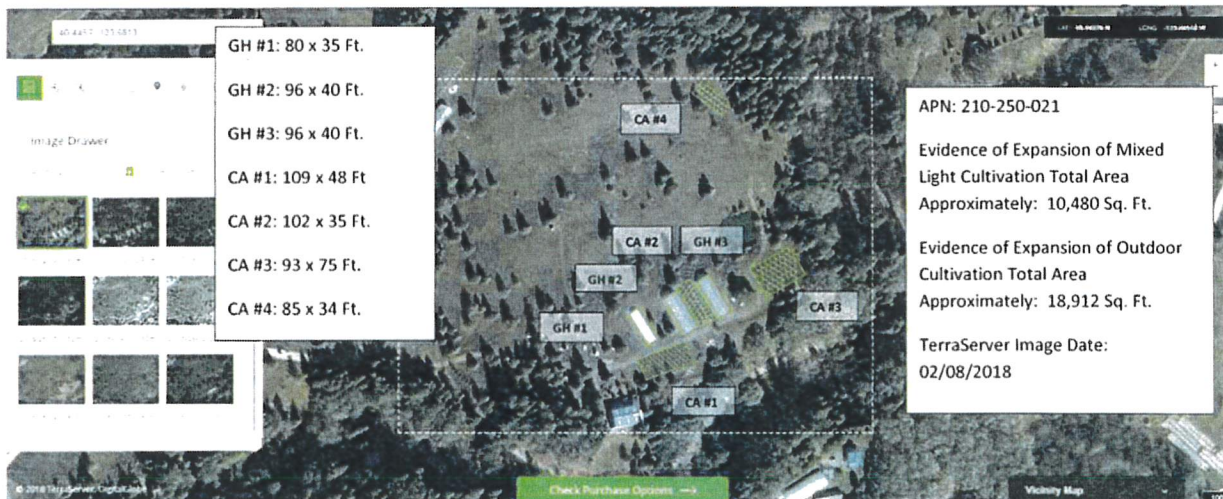 GH #1: 80 x 35 Ft.
GH #2: 96 x 40 Ft.
GH #3: 96 x 40 Ft.
CA #1: 109 x 48 Ft
CA #2: 102 x 35 Ft.
CA #3: 93 x 75 Ft.
CA #4: 85 x 34 Ft.
Image Drawer
CA #4
CA #2
GH #3
GH #2
CA #3
GH #1
CA #1
APN: 210-250-021
Evidence of Expansion of Mixed
Light Cultivation Total Area
Approximately: 10,480 Sq. Ft.
Evidence of Expansion of Outdoor
Cultivation Total Area
Approximately: 18,912 Sq. Ft.
TerraServer Image Date:
02/08/2018
© 2018 TerraServer, DigitalGlobe
Check Purchase Options →
Vicinity Map